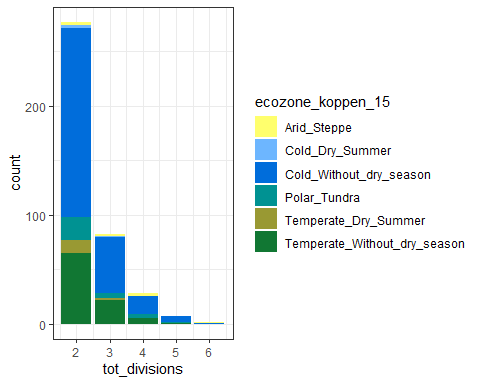 count
200
100
0
2 3 4 5 6
tot_divisions
ecozone_koppen_15
Arid_Steppe
Cold_Dry_Summer
Cold_Without_dry_season
Polar_Tundra
Temperate_Dry_Summer
Temperate_Without_dry_season